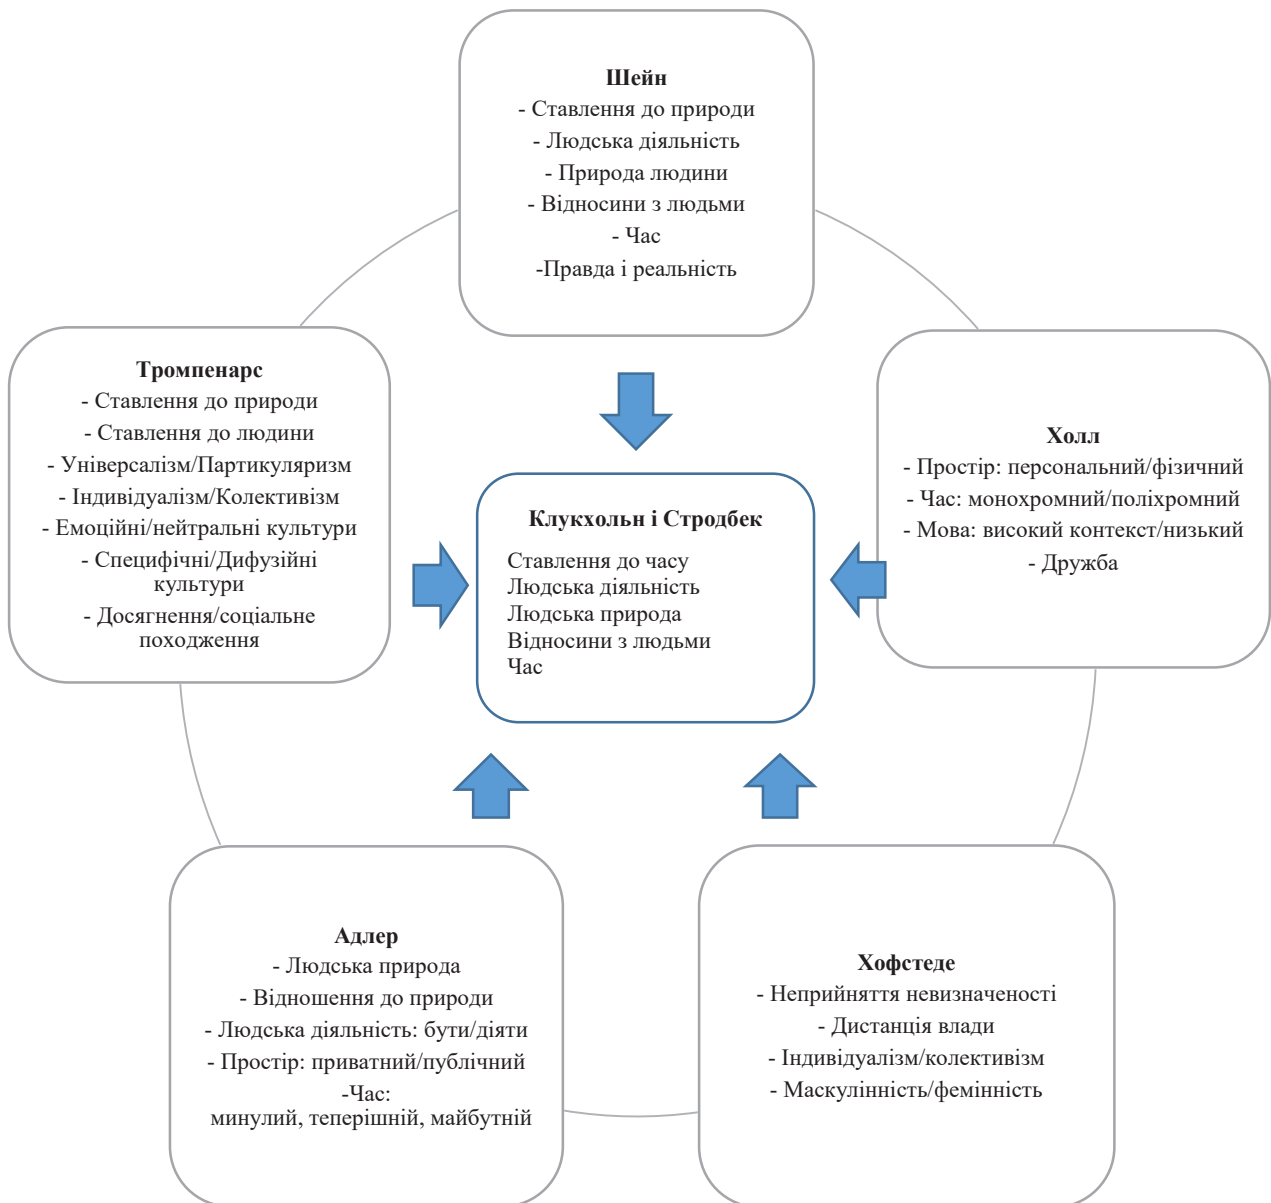 Шейн
- Ставлення до природи
- Людська діяльність
- Природа людини
- Відносини з людьми
- Час
-Правда і реальність
Тромпенарс
- Ставлення до природи
- Ставлення до людини
- Універсалізм/Партикуляризм
- Індивідуалізм/Колективізм
- Емоційні/нейтральні культури
- Специфічні/Дифузійні
культури
- Досягнення/соціальне
походження
Холл
- Простір: персональний/фізичний
- Час: монохромний/поліхромний
- Мова: високий контекст/низький
- Дружба
Клукхольн і Стродбек
Ставлення до часу
Людська діяльність
Людська природа
Відносини з людьми
Час
Адлер
- Людська природа
- Відношення до природи
- Людська діяльність: бути/діяти
- Простір: приватний/публічний
-Час:
минулий, теперішній, майбутній
Хофстеде
- Неприйняття невизначеності
- Дистанція влади
- Індивідуалізм/колективізм
- Маскулінність/фемінність